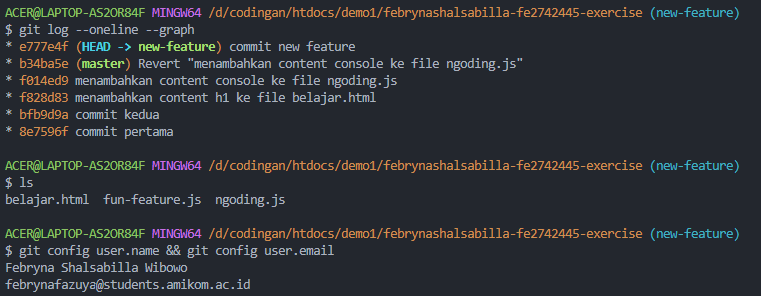 ACER@LAPTOP-AS2OR84F MINGW64 /d/codingan/htdocs/demo1/febrynashalsabilla-fe2742445-exercise (new-feature)
$ git log --oneline --graph
* e777e4f (HEAD -> new-feature) commit new feature
* b34ba5e (master) Revert "menambahkan content console ke file ngoding.js"
* f014ed9 menambahkan content console ke file ngoding.js
* f828d83 menambahkan content h1 ke file belajar.html
* bfb9d9a commit kedua
* 8e7596f commit pertama
ACER@LAPTOP-AS2OR84F MINGW64 /d/codingan/htdocs/demo1/febrynashalsabilla-fe2742445-exercise (new-feature)
$ ls
belajar.html  fun-feature.js  ngoding.js
ACER@LAPTOP-AS2OR84F MINGW64 /d/codingan/htdocs/demo1/febrynashalsabilla-fe2742445-exercise (new-feature)
$ git config user.name && git config user.email
Febryna Shalsabilla Wibowo
febrynafazuya@students.amikom.ac.id